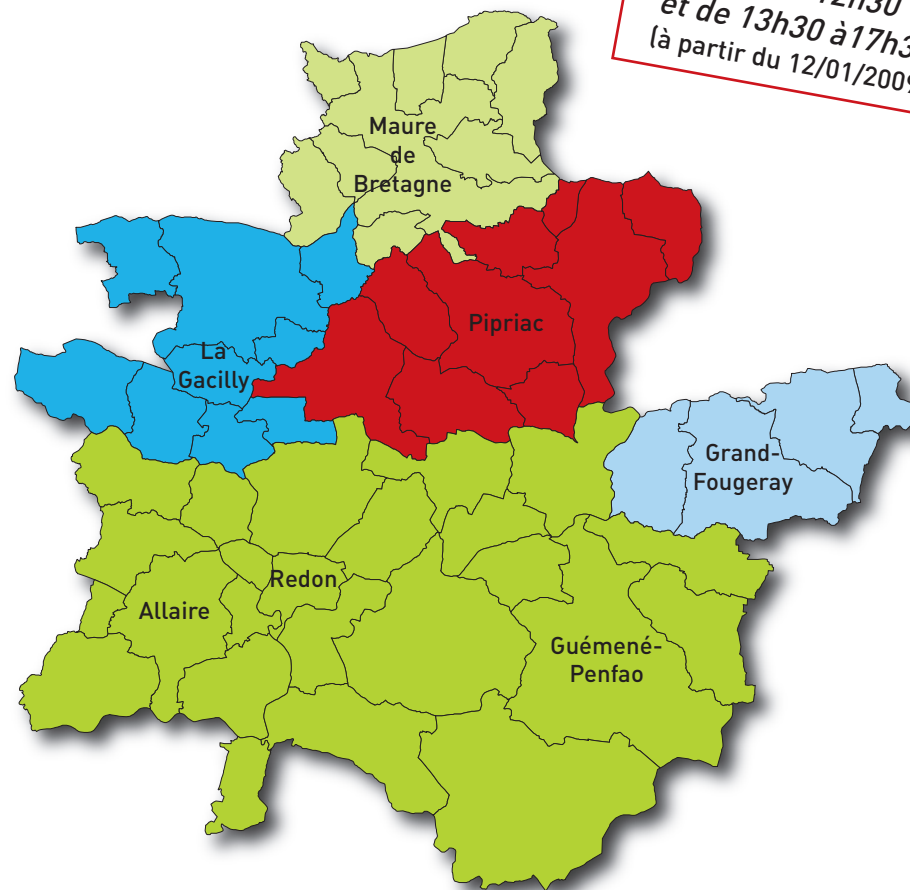 12h30
et de 13h30 à17h3
(à partir du 12/01/2009
Maure
de
Bretagne
Pipriac
La
Gacilly
Grand-
Fougeray
Redon
Allaire
Guémené-
Penfao